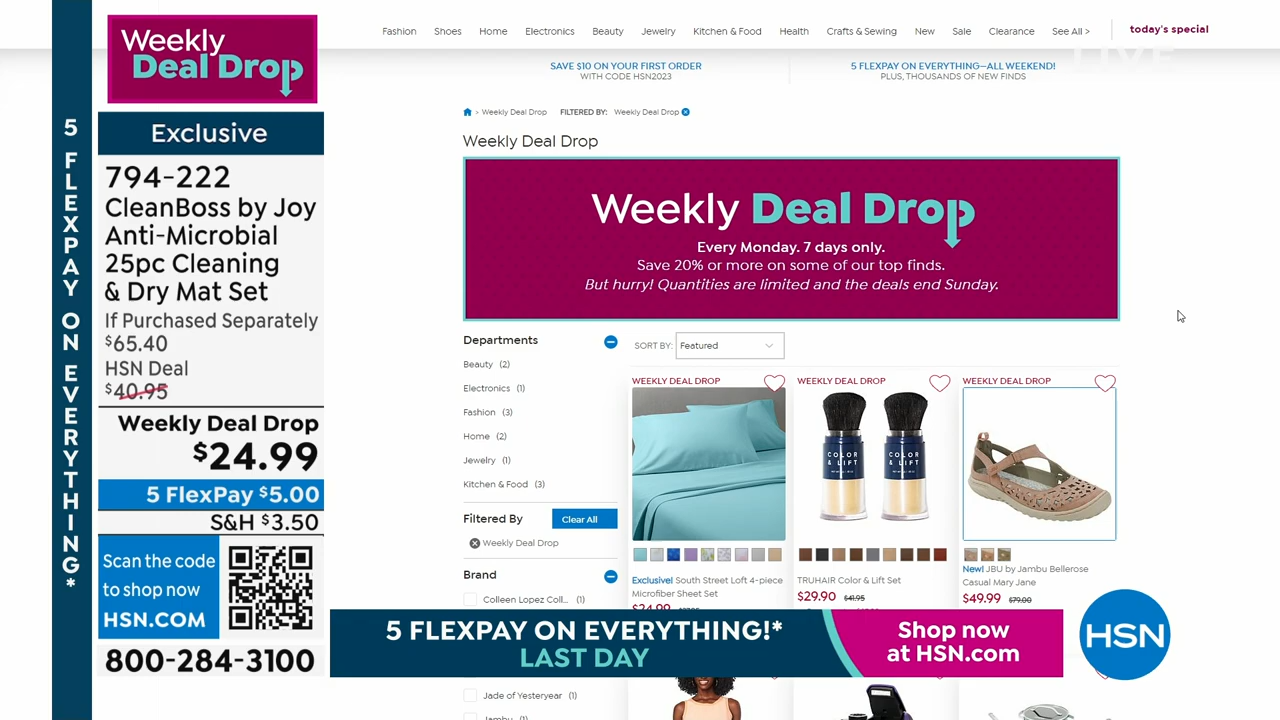 Weekly
Deal Drop
5 FLEXPAY ON EVERYTHING*
Exclusive
794-222
CleanBoss by Joy
Anti-Microbial
25pc Cleaning
& Dry Mat Set
If Purchased Separately
$65.40
HSN Deal
$40.95
Weekly Deal Drop
$24.99
5 FlexPay $5.00
S&H $3.50
Scan the code
to shop now
HSN.COM
800-284-3100
Fashion Shoes Home Electronics Beauty Jewelry Kitchen & Food Health Crafts & Sewing New Sale Clearance See All > today's special
LIVE
SAVE $10 ON YOUR FIRST ORDER
WITH CODE HSN2023
5 FLEXPAY ON EVERYTHING—ALL WEEKEND!
PLUS, THOUSANDS OF NEW FINDS
> Weekly Deal Drop FILTERED BY: Weekly Deal Drop
Weekly Deal Drop
Weekly Deal Drop
Every Monday. 7 days only.
Save 20% or more on some of our top finds.
But hurry! Quantities are limited and the deals end Sunday.
Departments
Beauty (2)
Electronics (1)
Fashion (3)
Home (2)
Jewelry (1)
Kitchen & Food (3)
Filtered By Clear All
Weekly Deal Drop
Brand
Colleen Lopez Coll... (1)
Jade of Yesteryear (1)
Jambu (1)
SORT BY: Featured
WEEKLY DEAL DROP
Exclusive! South Street Loft 4-piece
Microfiber Sheet Set
$24.99
WEEKLY DEAL DROP
COLOR
& LIFT
COLOR
& LIFT
TRUHAIR Color & Lift Set
$29.90 $41.95
WEEKLY DEAL DROP
New! JBU by Jambu Bellerose
Casual Mary Jane
$49.99 $79.00
5 FLEXPAY ON EVERYTHING!*
LAST DAY
Shop now
at HSN.com
HSN